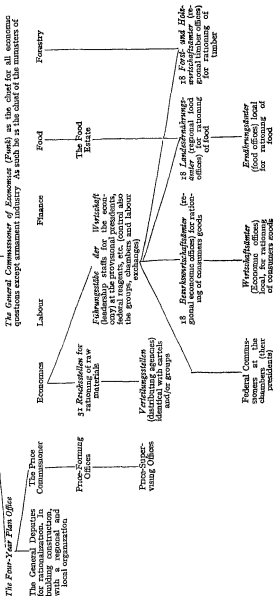 The Four-Year Plan Office
The General Commissioner of Economics (Funk) as the chief for all economic
questions except armament industry As such he is the chief of the ministers of
The General Deputies
for rationalization. In
building construction,
with a regional and
local organization
The Price
Commissioner
Price-Forming
Offices
Price-Super-
vising Offices
Economics
Labour
Finance
Food
Forestry
31 Reichsstellen for
rationing of raw
materials
Verteilungsstellen
(distributing agencies)
identical with cartels
and/or groups
Führungsstäbe der Wirtschaft
(leadership staffs for the econ-
omy) at the provisional presidents,
federal regents, etc. (control also
the groups, chambers and labour
exchanges)
The Food
Estate
Federal Commis-
sioners at the
chambers (their
presidents)
18 Bezirkswirtschaftsämter (re-
gional economic offices) for ration-
ing of consumers goods
Wirtschaftsämter
(Economic offices)
local, for rationing
of consumers goods
18 Landesernährungs-
ämter (regional food
offices) for rationing
of food
Ernährungsämter
(food offices) local
for rationing of
food
18 Forst- und Holz-
wirtschaftsämter (re-
gional timber offices)
for rationing of
timber